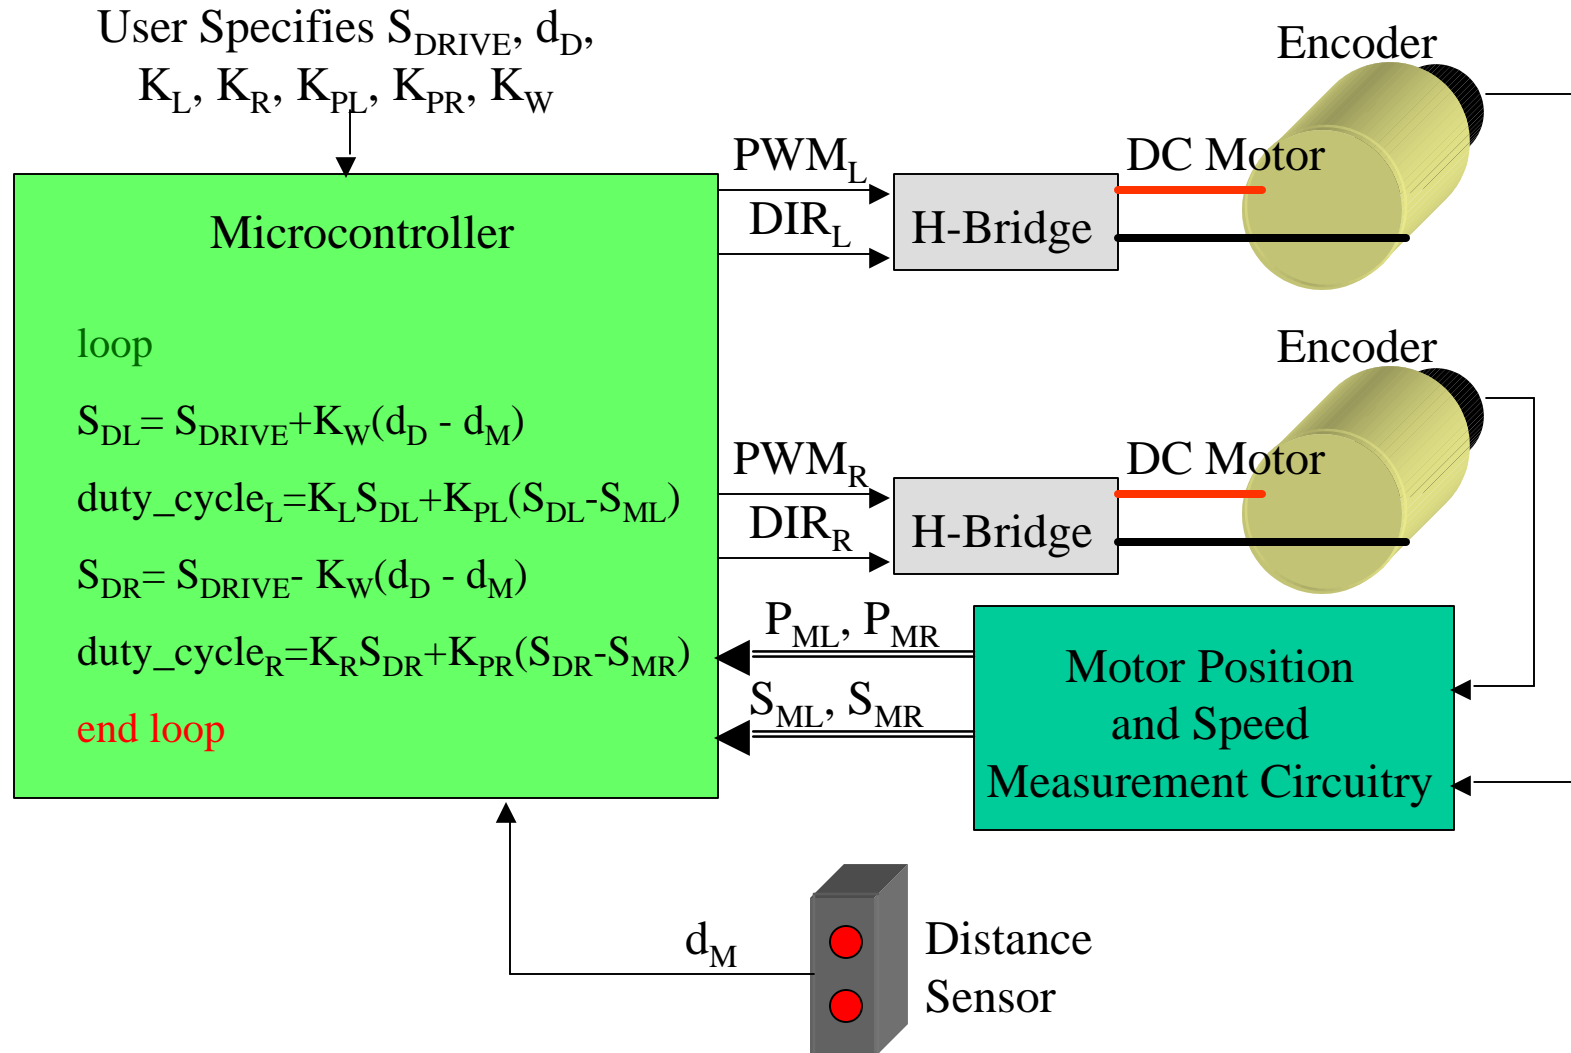 User Specifies S_DRIVE, d_D,
K_L, K_R, K_PL, K_PR, K_W
Microcontroller
loop
S_DL= S_DRIVE+K_W(d_D - d_M)
duty_cycle_L=K_LS_DL+K_PL(S_DL-S_ML)
S_DR= S_DRIVE- K_W(d_D - d_M)
duty_cycle_R=K_RS_DR+K_PR(S_DR-S_MR)
end loop
PWM_L
DIR_L
H-Bridge
DC Motor
Encoder
PWM_R
DIR_R
H-Bridge
DC Motor
Encoder
P_ML, P_MR
S_ML, S_MR
Motor Position
and Speed
Measurement Circuitry
d_M
Distance
Sensor